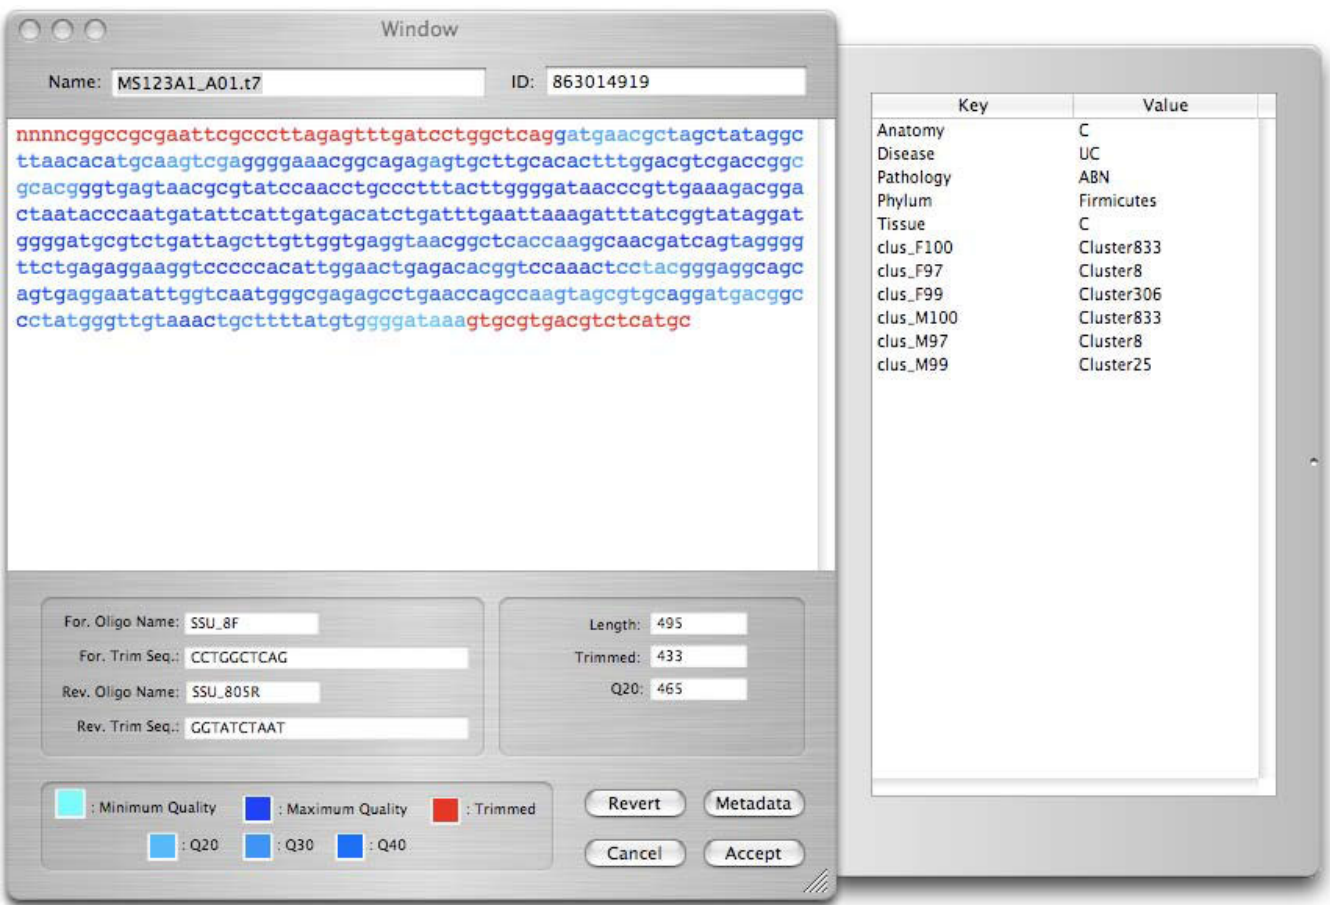 Window
Name: MS123A1_A01.t7 ID: 863014919
nnnncggccgcgaattcgcccttagagtttgatcctggctcaggatgaacgctagctataggc
ttaacacatgcaagtcgaggggaaacggcagagagtgcttgcacactttggacgtcgaccggc
gcacgggtgagtaacgcgtatccaacctgccctttacttggggataacccgttgaaagacgga
ctaatacccaatgatattcattgatgacatctgatttgaattaaagatttatcggtataggat
ggggatgcgtctgattagcttgttggtgaggtaacggctcaccaaggcaacgatcagtagggg
ttctgagaggaaggtcccccacattggaactgagacacggtccaaactcctacgggaggcagc
agtgaggaatattggtcaatgggcgagagcctgaaccagccaagtagcgtgcaggatgacggc
cctatgggttgtaaactgcttttatgtggggataaagtgcgtgacgtctcatgc
For. Oligo Name: SSU_8F
For. Trim Seq.: CCTGGCTCAG
Rev. Oligo Name: SSU_805R
Rev. Trim Seq.: GGTATCTAAT
Length: 495
Trimmed: 433
Q20: 465
: Minimum Quality : Maximum Quality : Trimmed
: Q20 : Q30 : Q40
Revert Metadata
Cancel Accept
Key Value
Anatomy C
Disease UC
Pathology ABN
Phylum Firmicutes
Tissue C
clus_F100 Cluster833
clus_F97 Cluster8
clus_F99 Cluster306
clus_M100 Cluster833
clus_M97 Cluster8
clus_M99 Cluster25